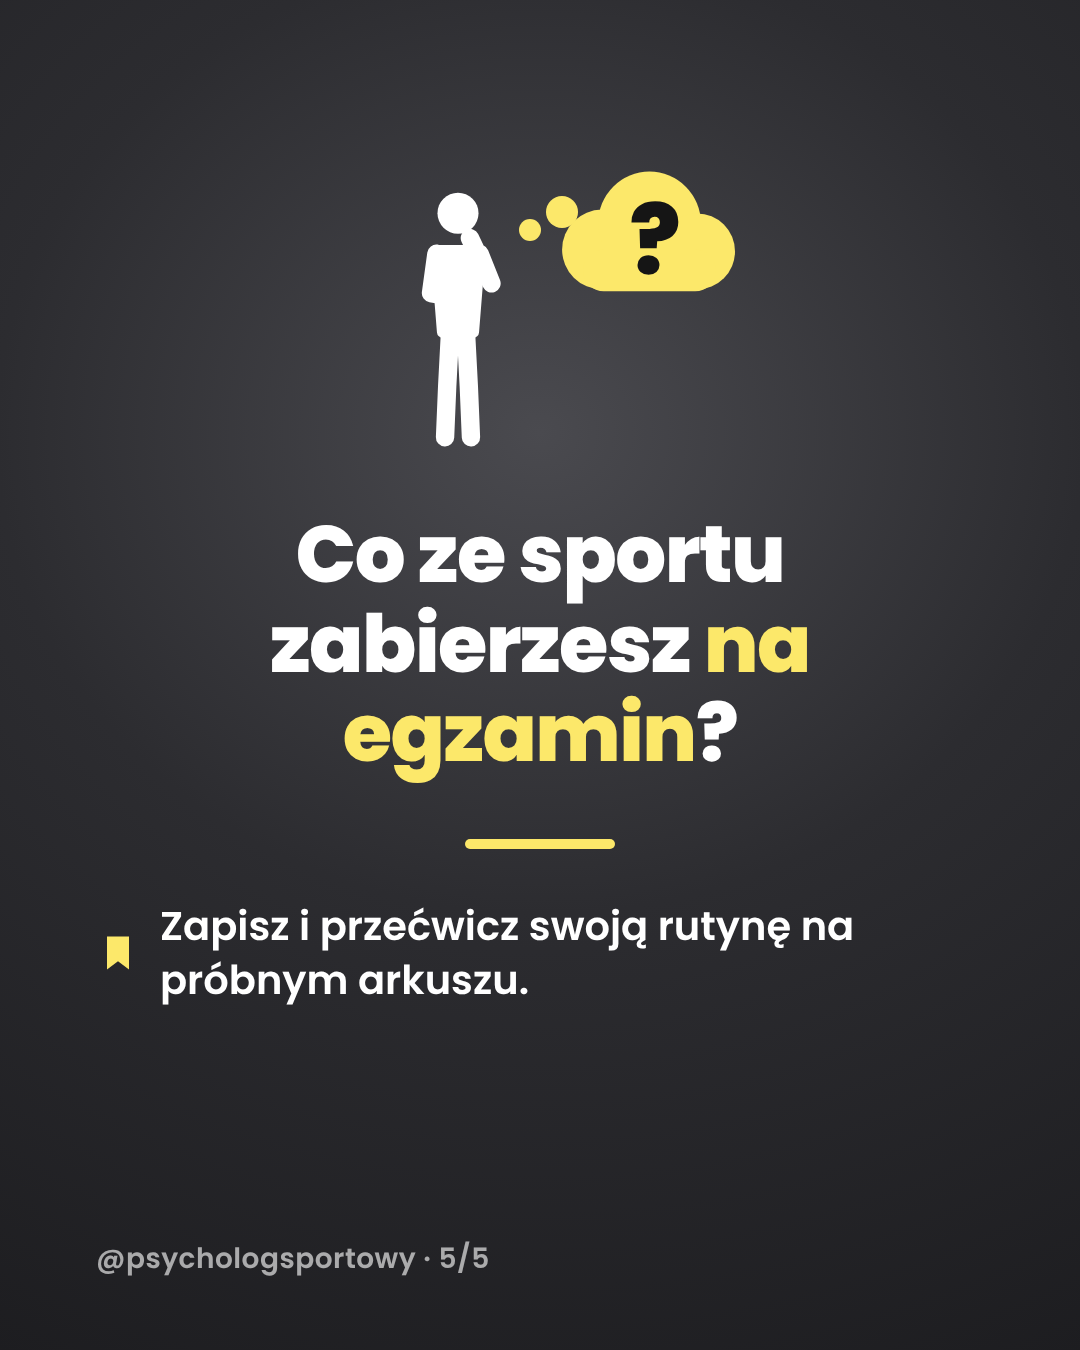 ?
Co ze sportu
zabierzesz na
egzamin?
Zapisz i przećwicz swoją rutynę na
próbnym arkuszu.
@psychologsportowy · 5/5